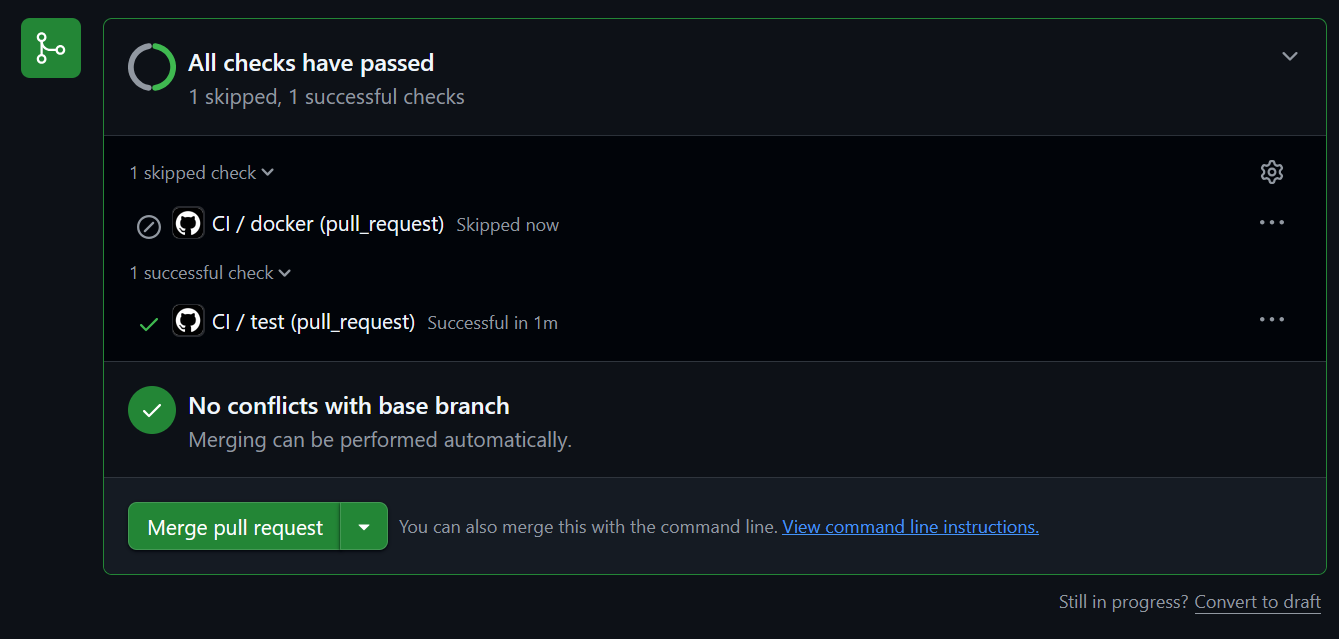 All checks have passed
1 skipped, 1 successful checks
1 skipped check
CI / docker (pull_request) Skipped now
1 successful check
CI / test (pull_request) Successful in 1m
No conflicts with base branch
Merging can be performed automatically.
Merge pull request You can also merge this with the command line. View command line instructions.
Still in progress? Convert to draft